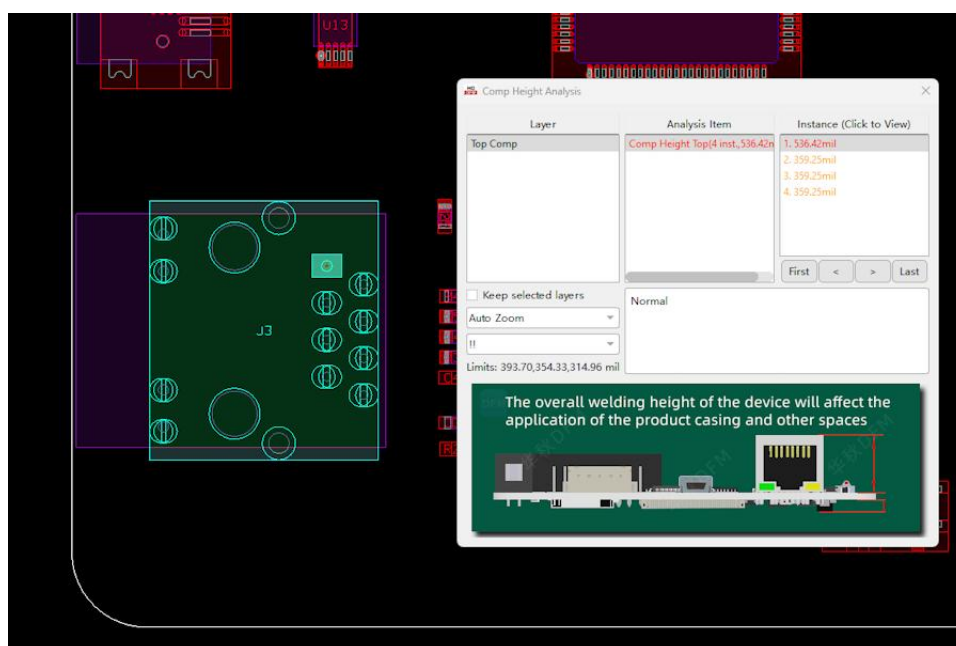 U13
Comp Height Analysis
Layer
Analysis Item
Instance (Click to View)
Top Comp
Comp Height Top(4 inst.,536.42n
1. 536.42mil
2. 359.25mil
3. 359.25mil
4. 359.25mil
First
<
>
Last
Keep selected layers
Auto Zoom
!!
Limits: 393.70,354.33,314.96 mil
Normal
The overall welding height of the device will affect the
application of the product casing and other spaces
J3